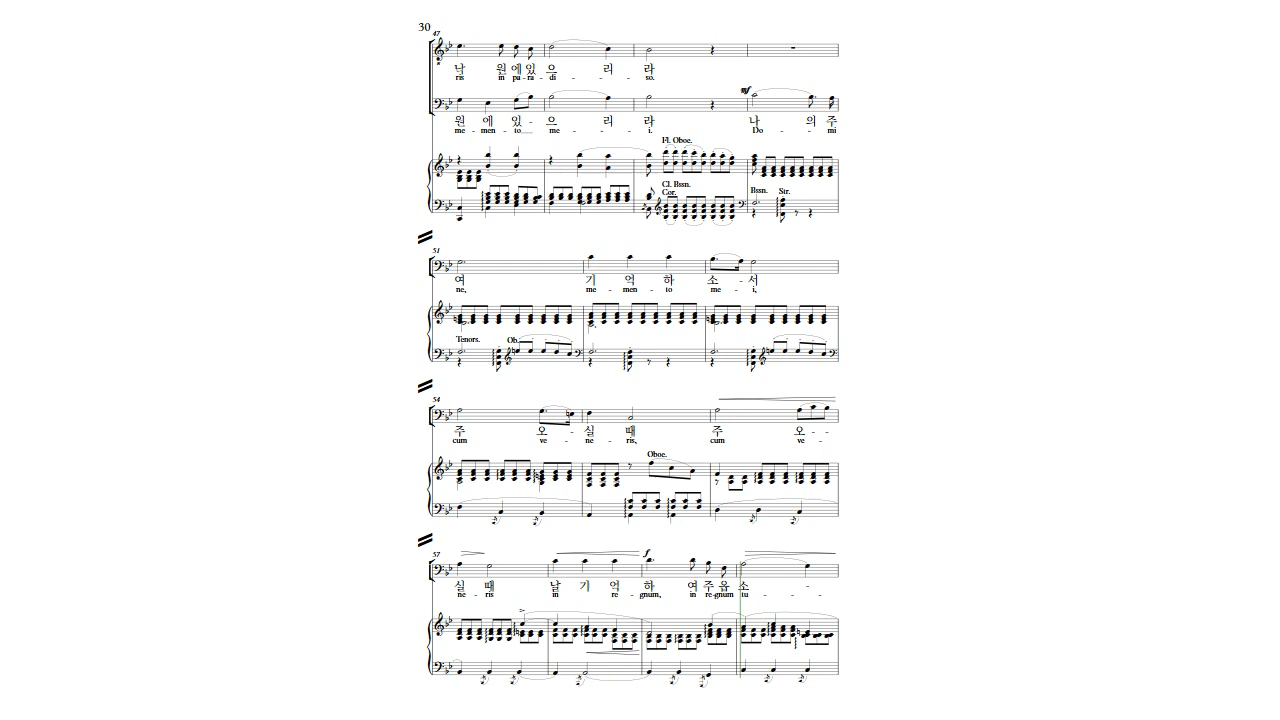 30
47
낙 원 에 있 으 리 라
ris in pa - ra - di - - - so.
mf
원 에 있 - 으 리 라 나 의 주
me - men - to me - - - i. Do - - mi
Fl. Oboe.
Cl. Bssn.
Cor.
Bssn. Str.
51
여 기 억 하 소 - 서
ne, me - men - to me - i,
Tenors. Ob.
54
주 오 - 실 때 주 오 - -
cum ve - ne - ris, cum ve -
Oboe.
57
f
실 때 날 기 억 하 여 주 옵 소 -
ne - ris in re - gnum, in re-gnum tu - - - -